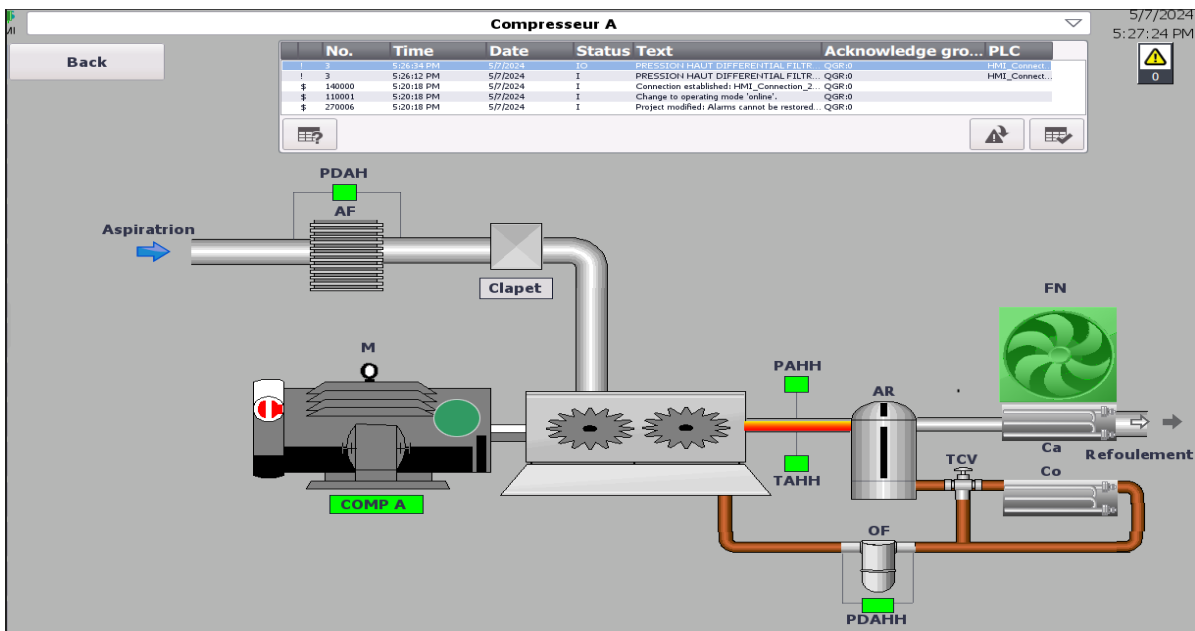 Compresseur A
5/7/2024
5:27:24 PM
MI
Back
No. Time Date Status Text Acknowledge gro... PLC
! 3 5:26:34 PM 5/7/2024 IO PRESSION HAUT DIFFERENTIAL FILTR... QGR:0 HMI_Connect...
! 3 5:26:12 PM 5/7/2024 I PRESSION HAUT DIFFERENTIAL FILTR... QGR:0 HMI_Connect...
$ 140000 5:20:18 PM 5/7/2024 I Connection established: HMI_Connection_2... QGR:0
$ 110001 5:20:18 PM 5/7/2024 I Change to operating mode 'online'. QGR:0
$ 270006 5:20:18 PM 5/7/2024 I Project modified: Alarms cannot be restored... QGR:0
0
PDAH
AF
Aspiratrion
Clapet
FN
M
PAHH
AR
Ca
Refoulement
TCV
Co
TAHH
COMP A
OF
PDAHH